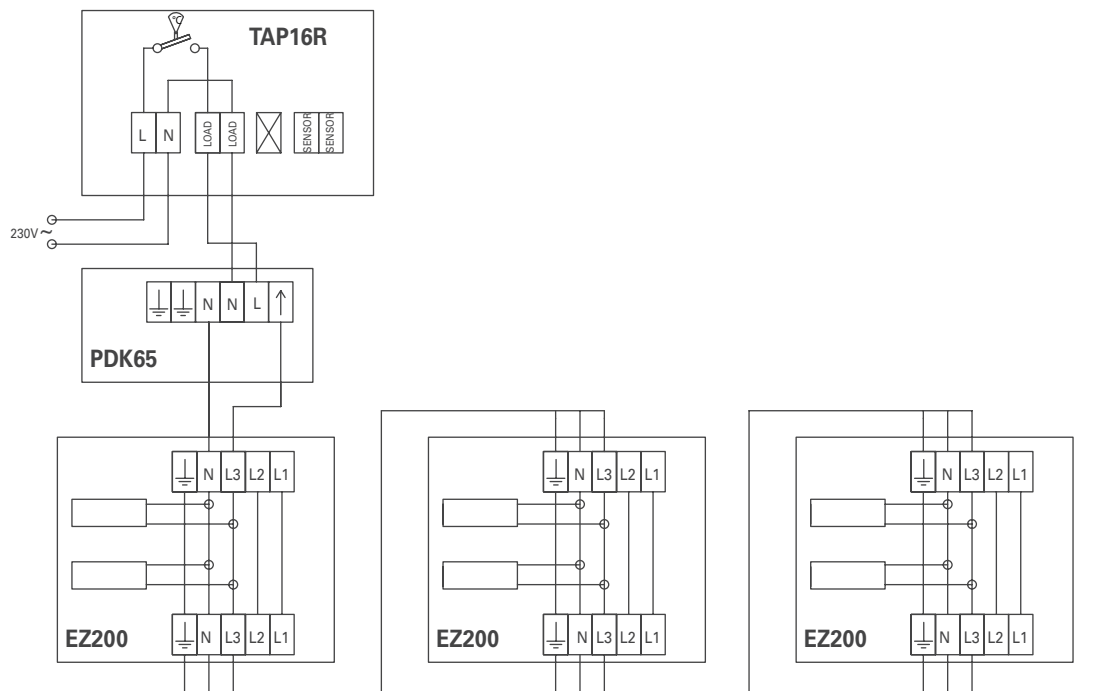 TAP16R
°C
L N LOAD LOAD SENSOR SENSOR
230V ~
N N L ↑
PDK65
N L3 L2 L1
EZ200
N L3 L2 L1
N L3 L2 L1
EZ200
N L3 L2 L1
N L3 L2 L1
EZ200
N L3 L2 L1